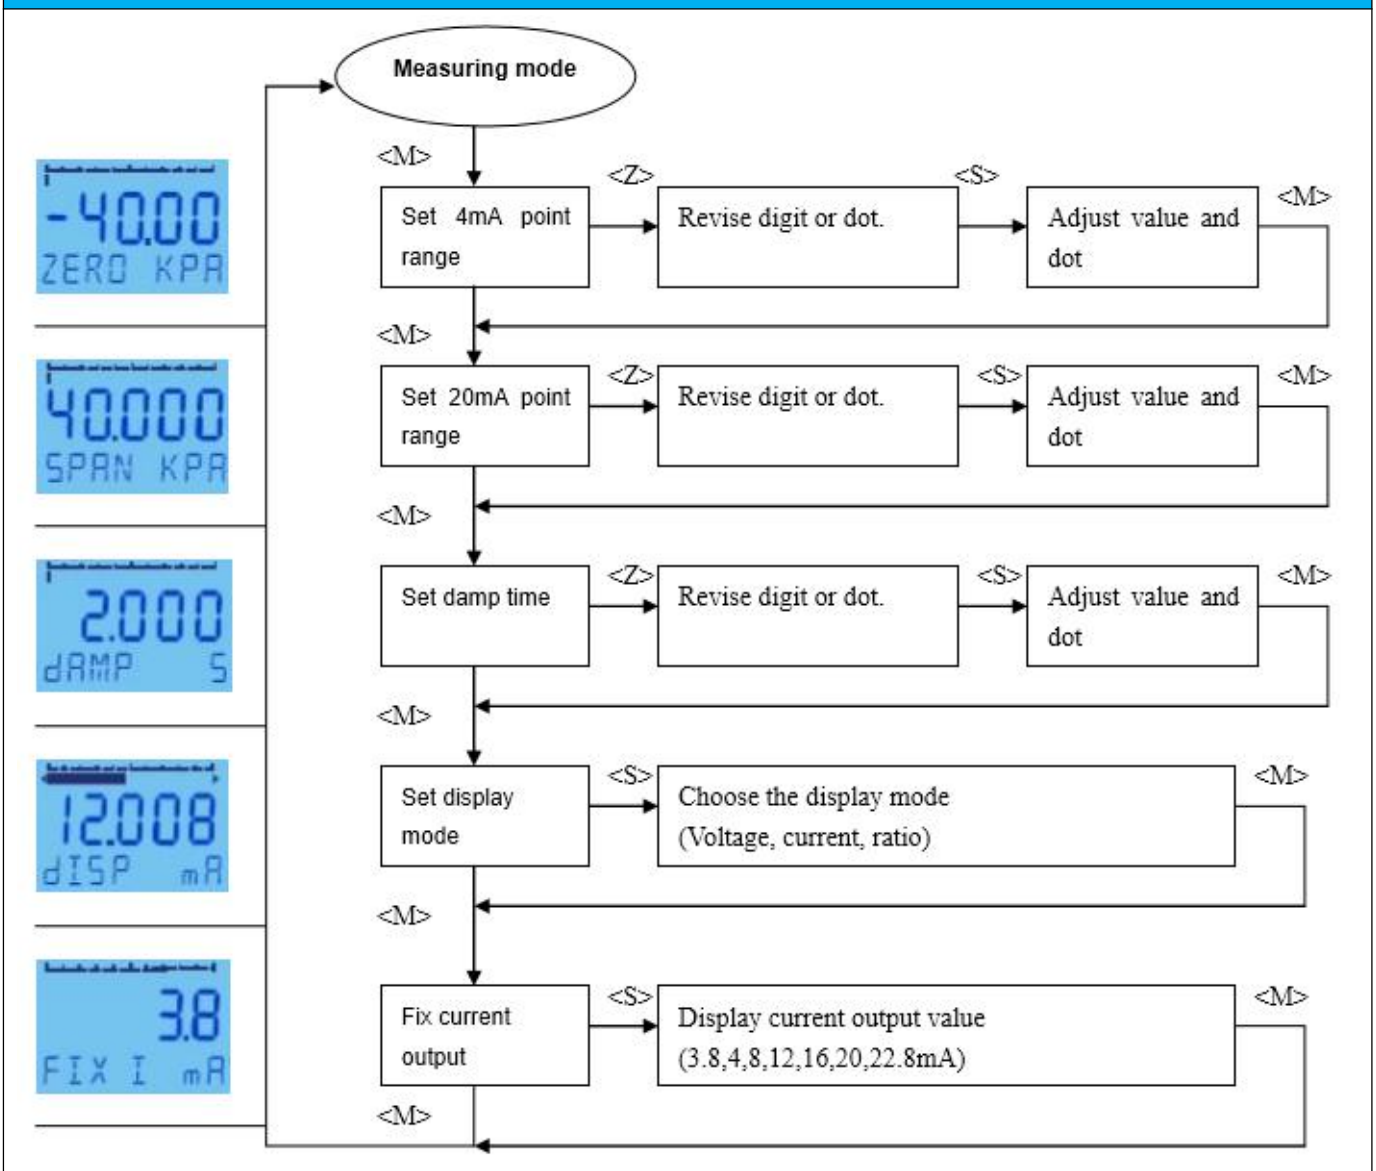 Measuring mode
<M>
Set 4mA point
range
<Z>
Revise digit or dot.
<S>
Adjust value and
dot
<M>
-40.00
ZERO KPA
<M>
Set 20mA point
range
<Z>
Revise digit or dot.
<S>
Adjust value and
dot
<M>
40.000
SPAN KPA
<M>
Set damp time
<Z>
Revise digit or dot.
<S>
Adjust value and
dot
<M>
2.000
dAMP S
<M>
Set display
mode
<S>
Choose the display mode
(Voltage, current, ratio)
<M>
12.008
dISP mA
<M>
Fix current
output
<S>
Display current output value
(3.8,4,8,12,16,20,22.8mA)
<M>
3.8
FIX I mA
<M>